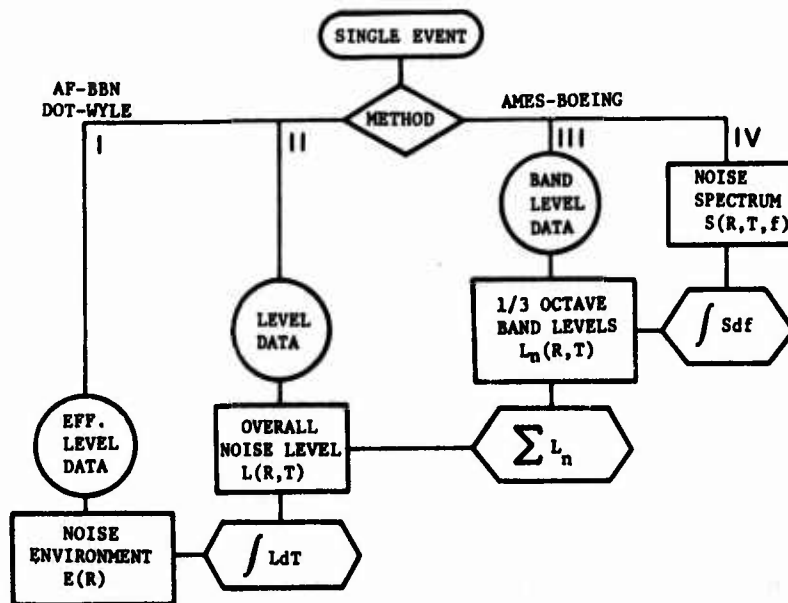 SINGLE EVENT
AF-BBN
DOT-WYLE
METHOD
AMES-BOEING
I
II
III
IV
BAND
LEVEL
DATA
NOISE
SPECTRUM
S(R,T,f)
LEVEL
DATA
1/3 OCTAVE
BAND LEVELS
Ln(R,T)
∫ Sdf
EFF.
LEVEL
DATA
OVERALL
NOISE LEVEL
L(R,T)
∑ Ln
NOISE
ENVIRONMENT
E(R)
∫ LdT